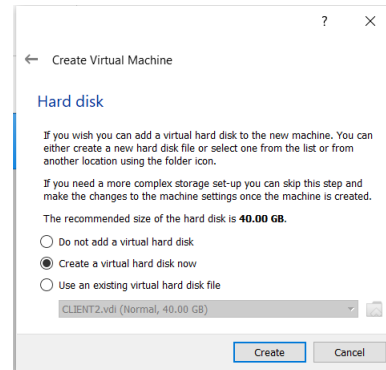 ?
Create Virtual Machine
Hard disk
If you wish you can add a virtual hard disk to the new machine. You can
either create a new hard disk file or select one from the list or from
another location using the folder icon.
If you need a more complex storage set-up you can skip this step and
make the changes to the machine settings once the machine is created.
The recommended size of the hard disk is 40.00 GB.
Do not add a virtual hard disk
Create a virtual hard disk now
Use an existing virtual hard disk file
CLIENT2.vdi (Normal, 40.00 GB)
Create
Cancel